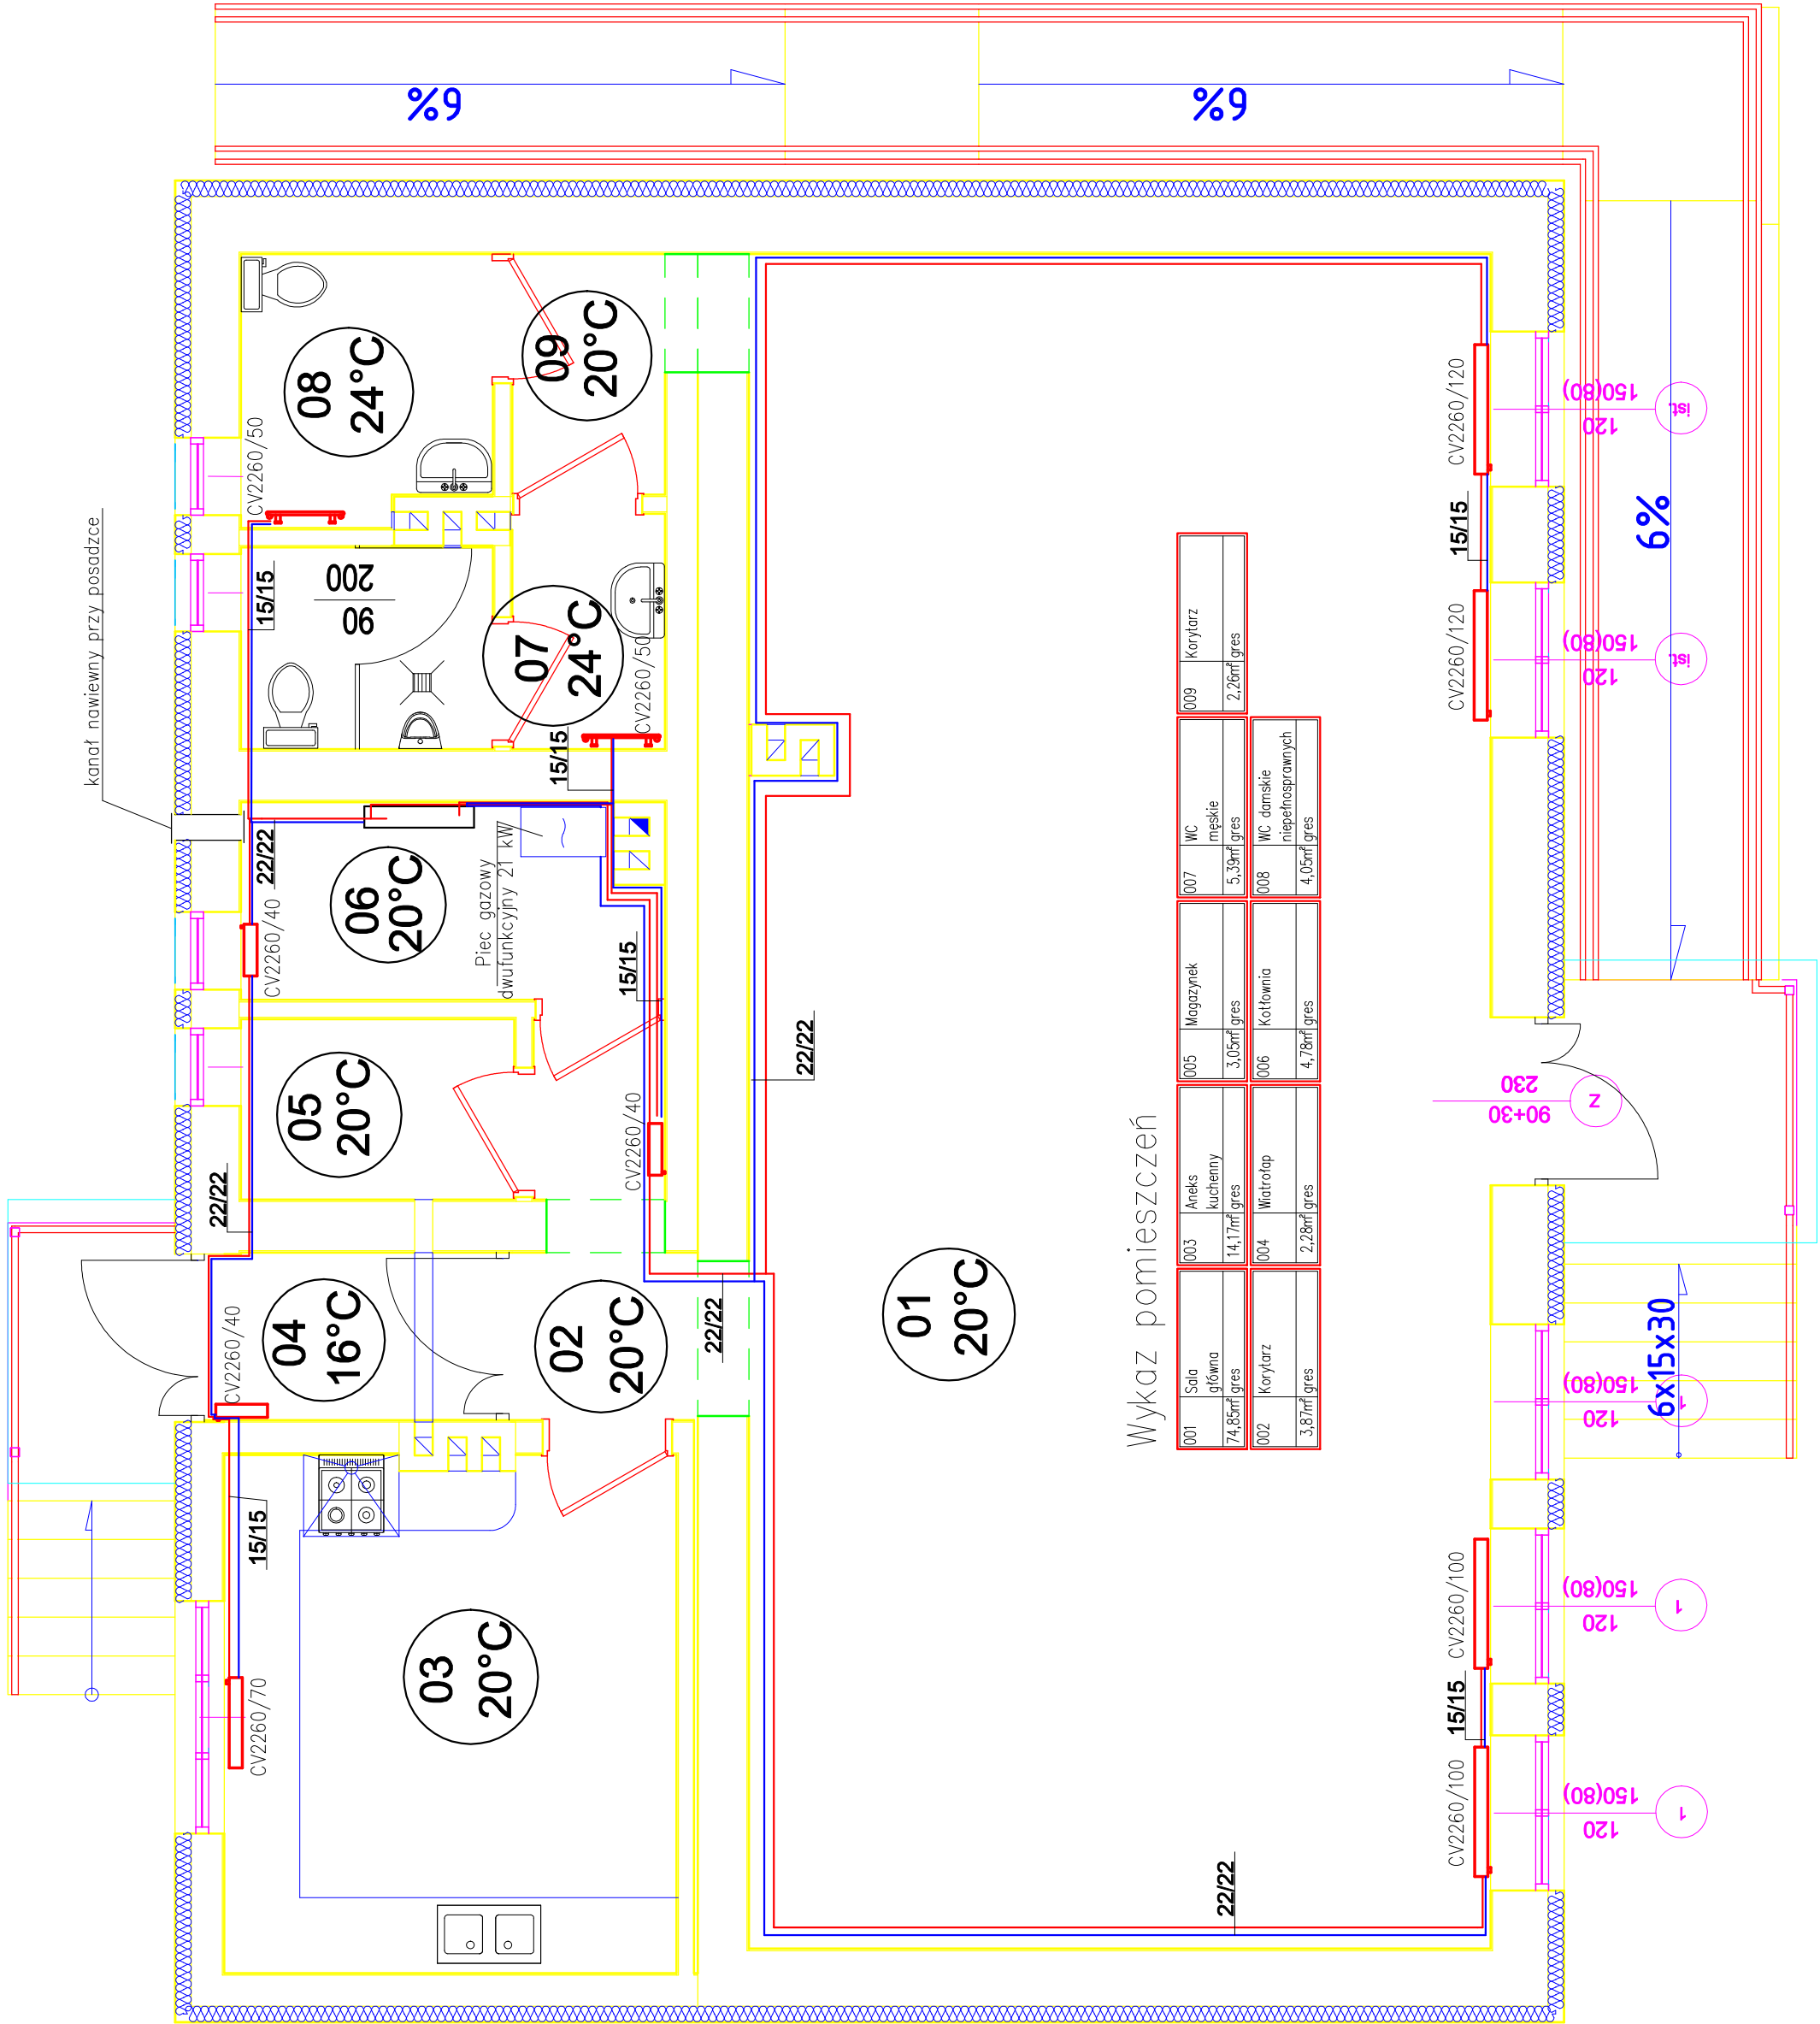 kanał nawiewny przy posadzce
6%
6%
6%
6x15x30
08
24°C
09
20°C
07
24°C
06
20°C
05
20°C
04
16°C
02
20°C
03
20°C
01
20°C
CV2260/50
CV2260/50
CV2260/40
CV2260/40
CV2260/40
CV2260/70
CV2260/120
CV2260/120
CV2260/100
CV2260/100
15/15
15/15
15/15
15/15
15/15
15/15
22/22
22/22
22/22
22/22
22/22
90
200
Piec gazowy
dwufunkcyjny 21 kW
Wykaz pomieszczeń
001 Sala
główna
74,85m² gres
003 Aneks
kuchenny
14,17m² gres
005 Magazynek
3,05m² gres
007 WC
męskie
5,39m² gres
009 Korytarz
2,26m² gres
002 Korytarz
3,87m² gres
004 Wiatrołap
2,28m² gres
006 Kotłownia
4,78m² gres
008 WC damskie
niepełnosprawnych
4,05m² gres
120
150(80)
ist.
120
150(80)
ist.
90+30
230
Z
120
150(80)
1
120
150(80)
1
120
150(80)
1